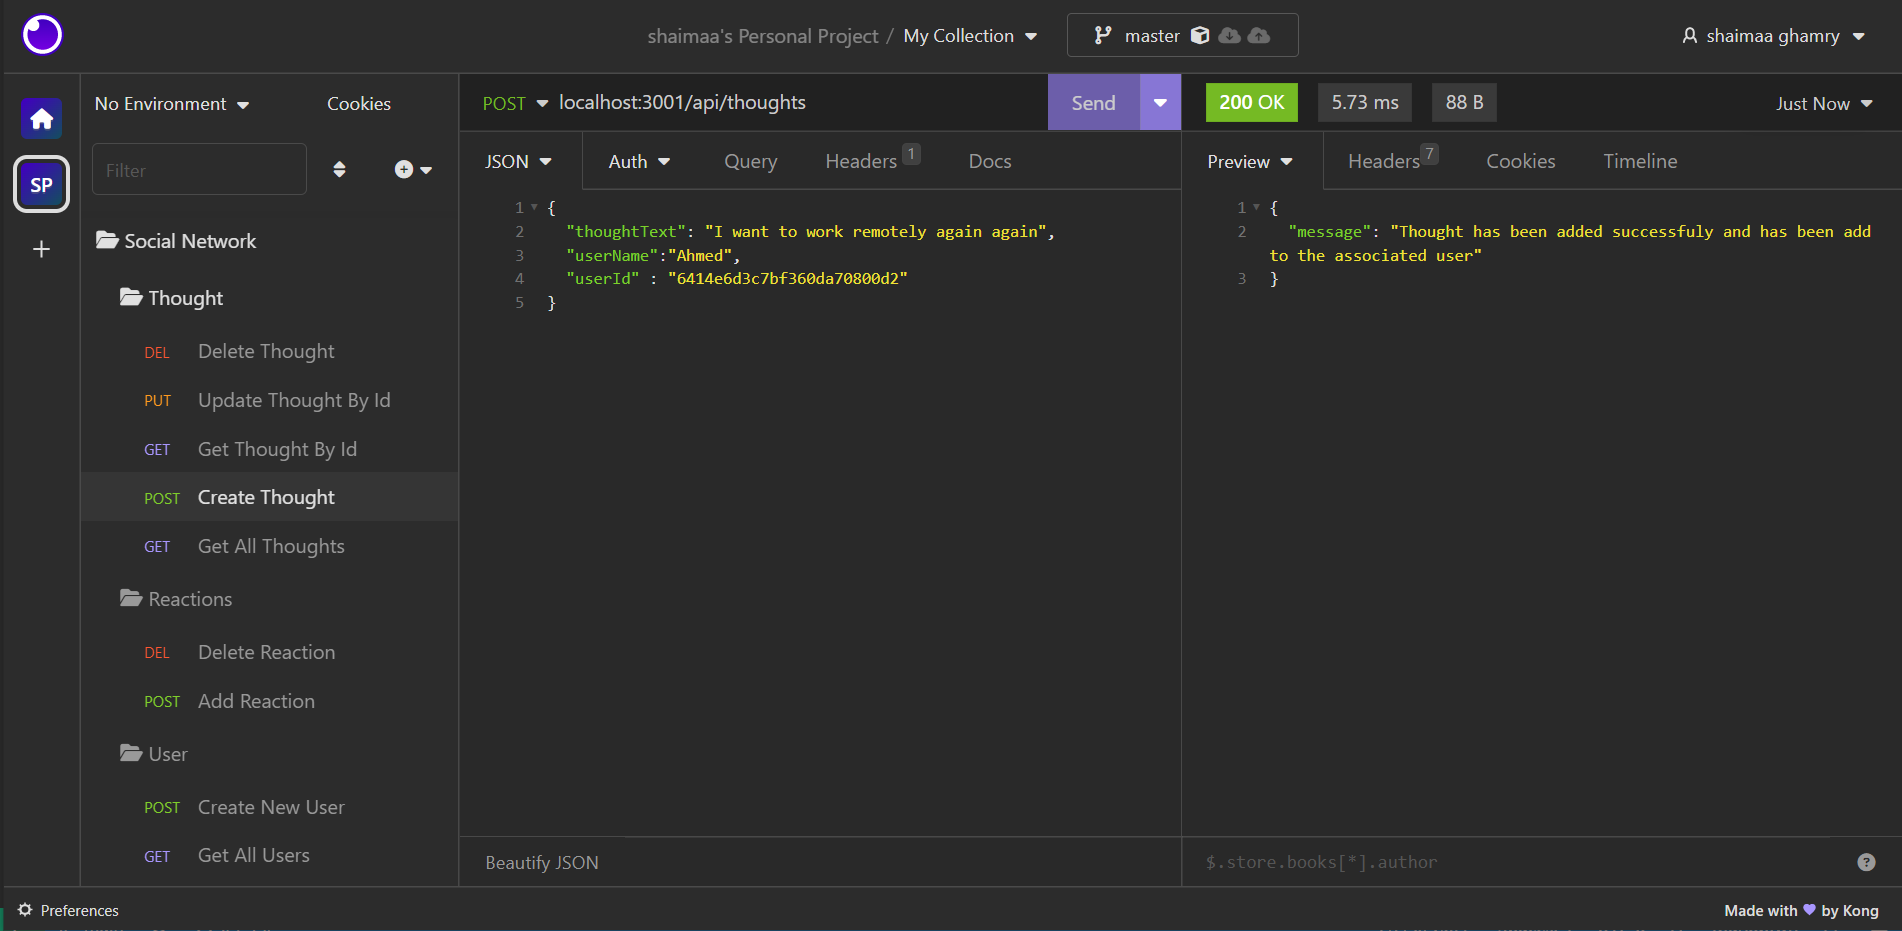 shaimaa's Personal Project / My Collection
master
shaimaa ghamry
No Environment
Cookies
Filter
SP
Social Network
Thought
DEL Delete Thought
PUT Update Thought By Id
GET Get Thought By Id
POST Create Thought
GET Get All Thoughts
Reactions
DEL Delete Reaction
POST Add Reaction
User
POST Create New User
GET Get All Users
POST localhost:3001/api/thoughts Send
JSON Auth Query Headers 1 Docs
1 {
2 "thoughtText": "I want to work remotely again again",
3 "userName":"Ahmed",
4 "userId" : "6414e6d3c7bf360da70800d2"
5 }
Beautify JSON
200 OK 5.73 ms 88 B Just Now
Preview Headers 7 Cookies Timeline
1 {
2 "message": "Thought has been added successfuly and has been add
to the associated user"
3 }
$.store.books[*].author
?
Preferences
Made with by Kong